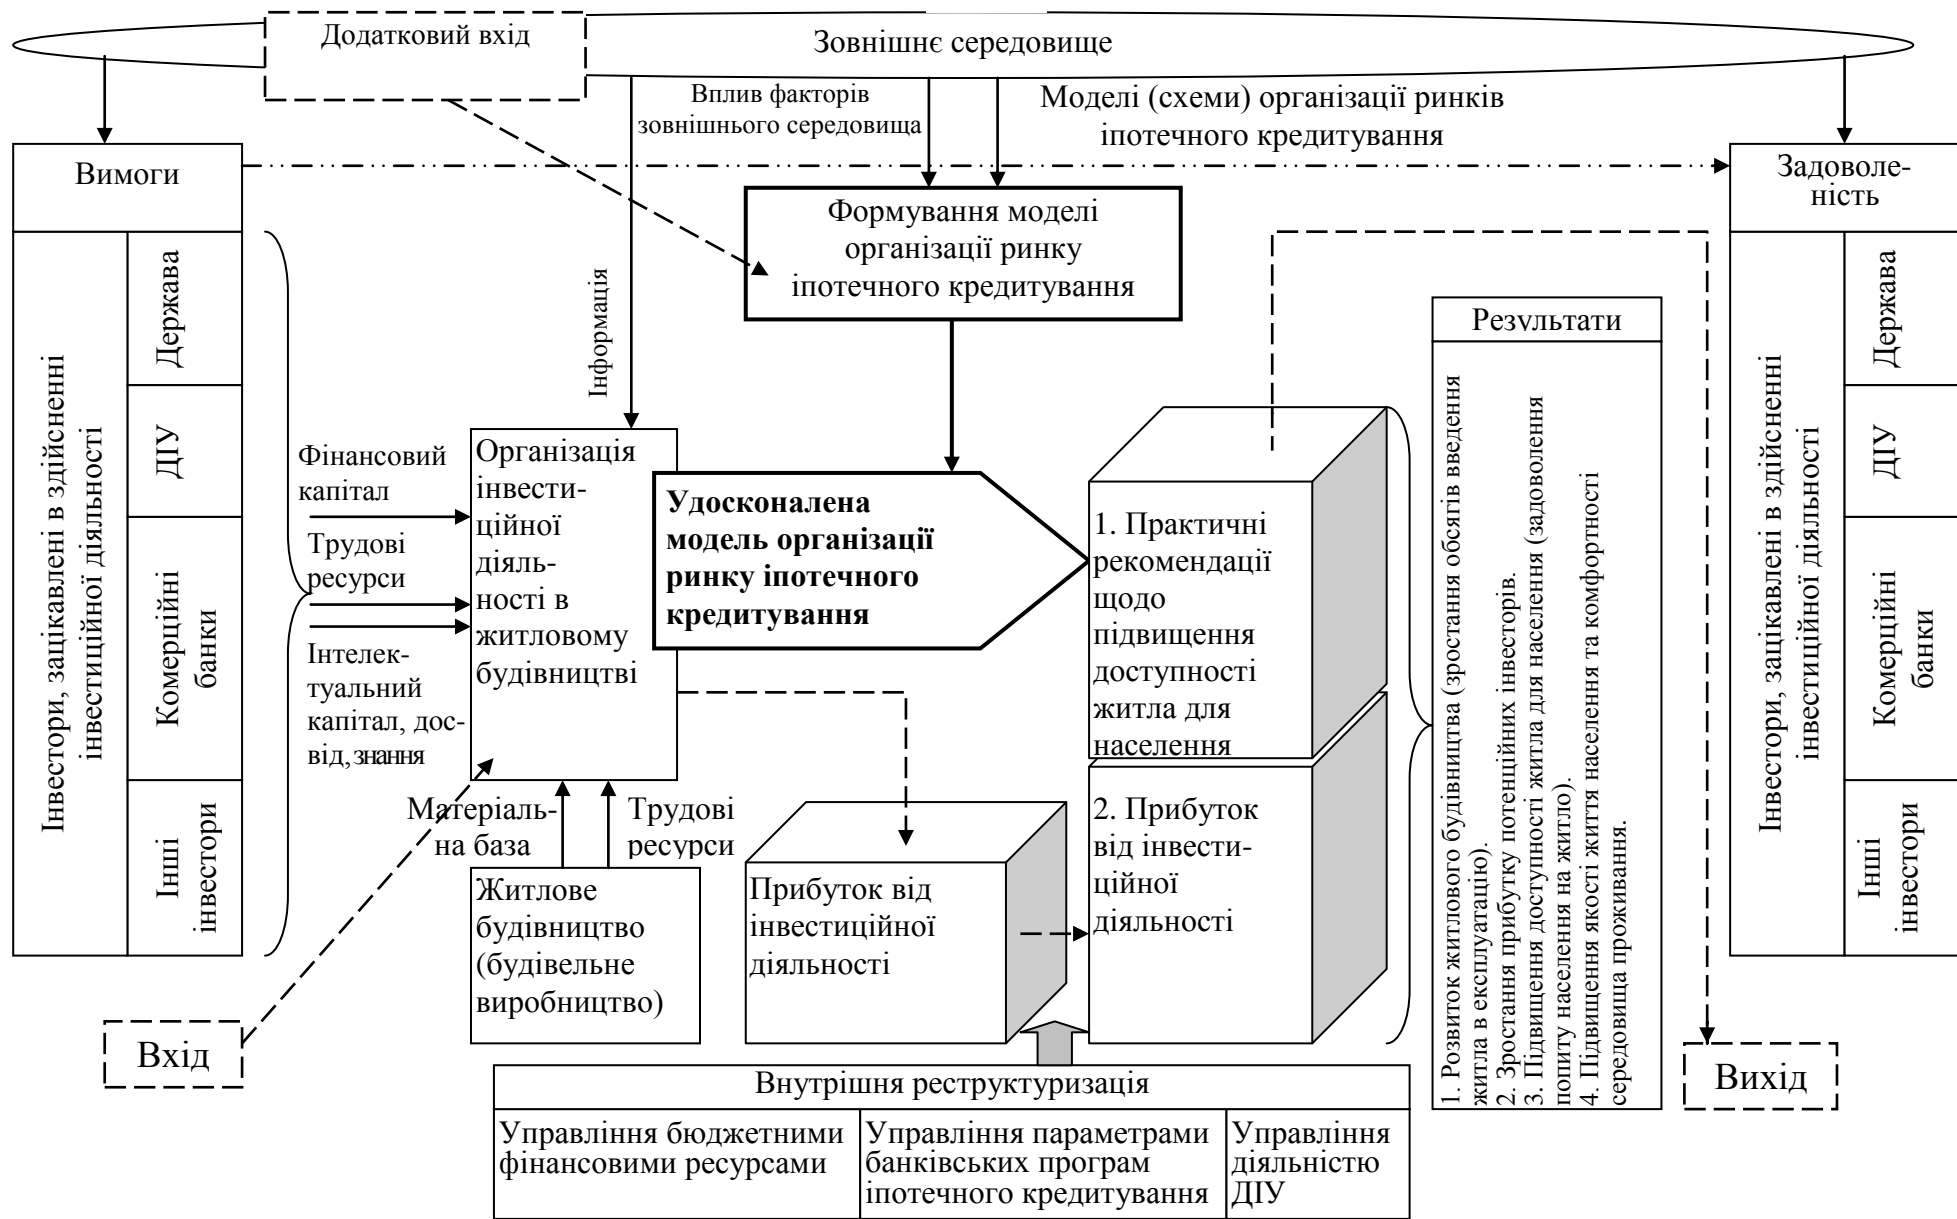 Додатковий вхід
Зовнішнє середовище
Вплив факторів
зовнішнього середовища
Моделі (схеми) організації ринків
іпотечного кредитування
Вимоги
Задоволе-
ність
Формування моделі
організації ринку
іпотечного кредитування
Інвестори, зацікавлені в здійсненні
інвестиційної діяльності
Держава
ДІУ
Комерційні
банки
Інші
інвестори
Інформація
Фінансовий
капітал
Трудові
ресурси
Інтелек-
туальний
капітал, дос-
від, знання
Організація
інвести-
ційної
діяль-
ності в
житловому
будівництві
Удосконалена
модель організації
ринку іпотечного
кредитування
1. Практичні
рекомендації
щодо
підвищення
доступності
житла для
населення
2. Прибуток
від інвести-
ційної
діяльності
Результати
1. Розвиток житлового будівництва (зростання обсягів введення
житла в експлуатацію).
2. Зростання прибутку потенційних інвесторів.
3. Підвищення доступності житла для населення (задоволення
попиту населення на житло).
4. Підвищення якості життя населення та комфортності
середовища проживання.
Інвестори, зацікавлені в здійсненні
інвестиційної діяльності
Держава
ДІУ
Комерційні
банки
Інші
інвестори
Матеріаль-
на база
Трудові
ресурси
Житлове
будівництво
(будівельне
виробництво)
Прибуток від
інвестиційної
діяльності
Вхід
Вихід
Внутрішня реструктуризація
Управління бюджетними
фінансовими ресурсами
Управління параметрами
банківських програм
іпотечного кредитування
Управління
діяльністю
ДІУ